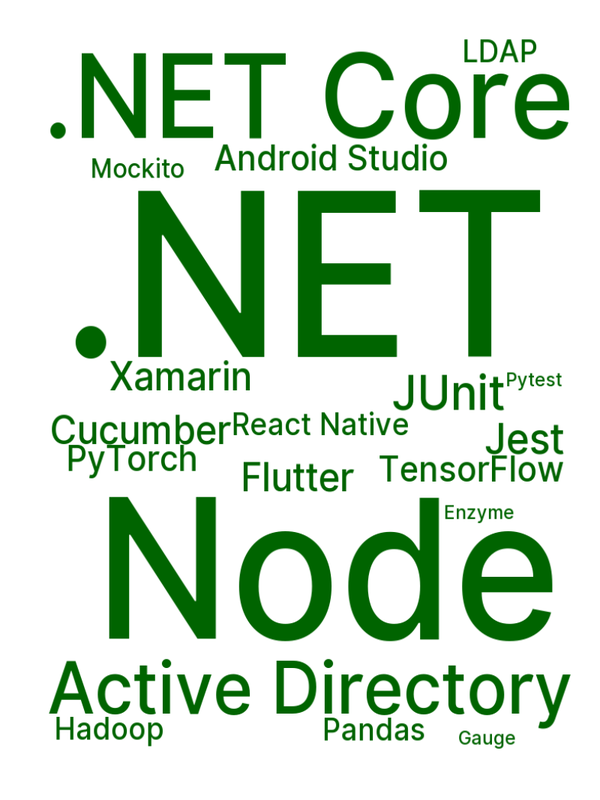 LDAP
.NET Core
Android Studio
Mockito
.NET
Xamarin
Pytest
JUnit
React Native
Cucumber
Jest
PyTorch
TensorFlow
Flutter
Enzyme
Node
Active Directory
Hadoop
Pandas
Gauge